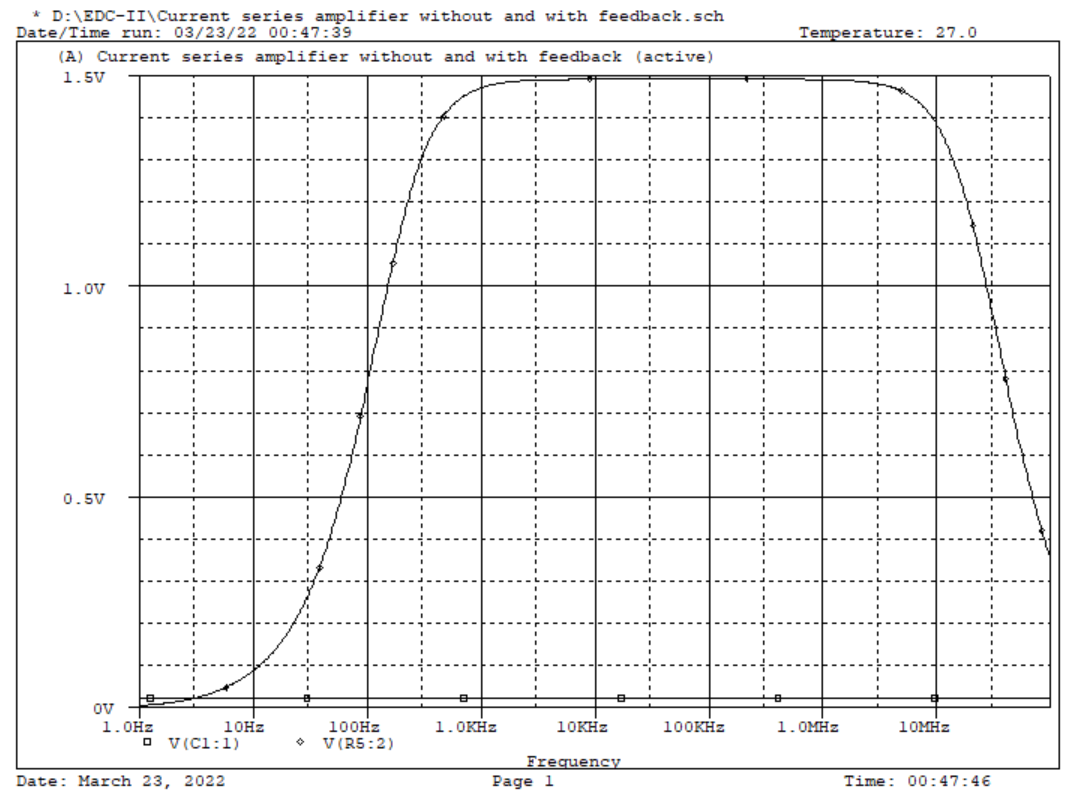 * D:\EDC-II\Current series amplifier without and with feedback.sch
Date/Time run: 03/23/22 00:47:39 Temperature: 27.0
(A) Current series amplifier without and with feedback (active)
1.5V
1.0V
0.5V
0V
1.0Hz 10Hz 100Hz 1.0KHz 10KHz 100KHz 1.0MHz 10MHz
V(C1:1) V(R5:2)
Frequency
Date: March 23, 2022 Page 1 Time: 00:47:46